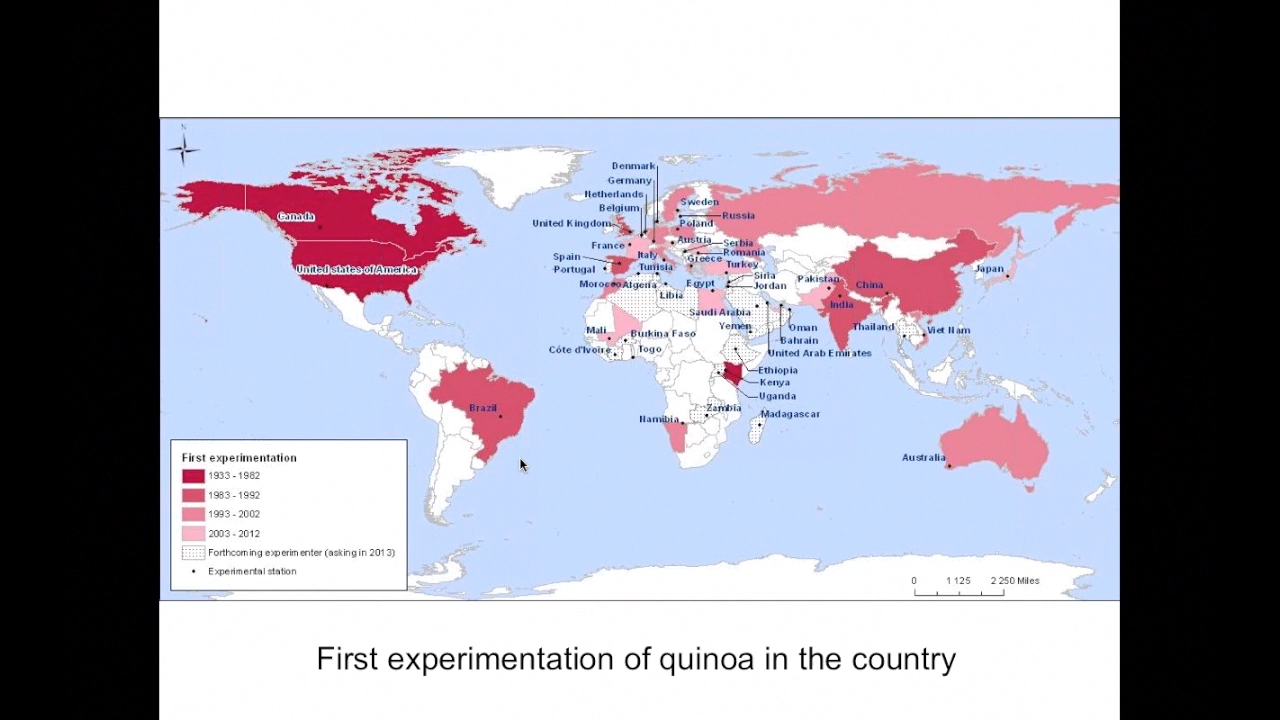 N
Denmark
Germany
Netherlands
Belgium
Sweden
Russia
United Kingdom
Poland
Canada
France
Austria
Serbia
Romania
Spain
Italy
Greece
Turkey
Portugal
Tunisia
United states of America
Siria
Japan
Morocco
Algeria
Egypt
Jordan
Pakistan
China
Libia
India
Saudi Arabia
Mali
Burkina Faso
Yemen
Oman
Thailand
Viet Nam
Bahrain
Côte d'Ivoire
Togo
United Arab Emirates
Ethiopia
Kenya
Uganda
Brazil
Zambia
Namibia
Madagascar
Australia
First experimentation
1933 - 1982
1983 - 1992
1993 - 2002
2003 - 2012
Forthcoming experimenter (asking in 2013)
Experimental station
0 1 125 2 250 Miles
First experimentation of quinoa in the country